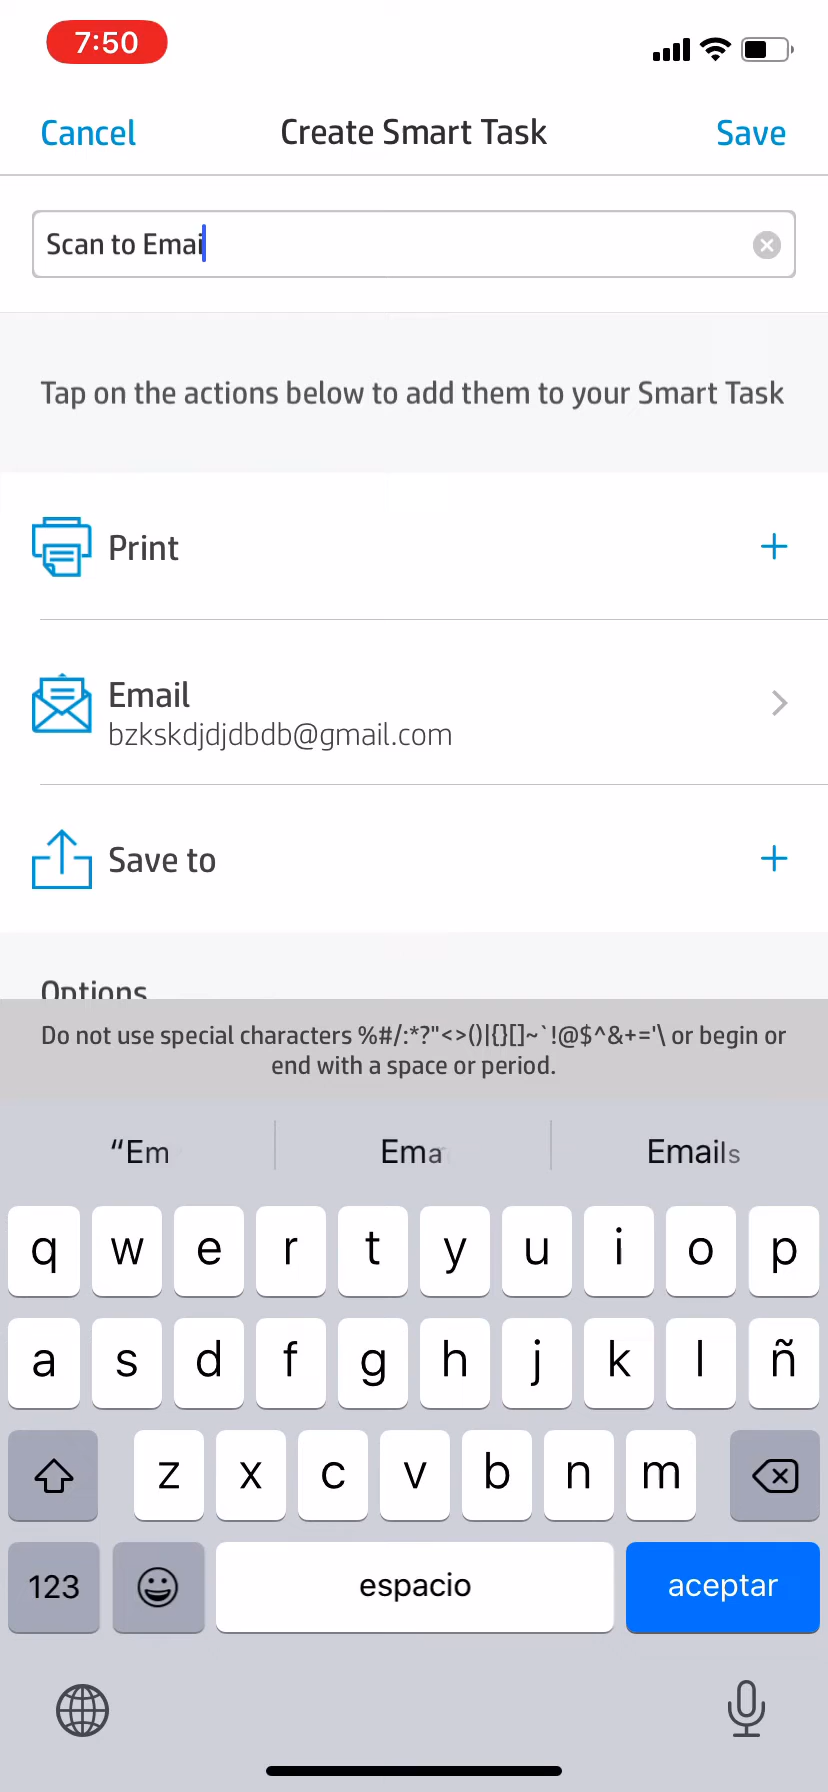 7:50
Cancel
Create Smart Task
Save
Scan to Emai
Tap on the actions below to add them to your Smart Task
Print
Email
bzkskdjdjdbdb@gmail.com
Save to
Options
Do not use special characters %#/:*?"<>()|{}[]~`!@$^&+='\ or begin or
end with a space or period.
“Em
Ema
Emails
q w e r t y u i o p
a s d f g h j k l ñ
z x c v b n m
123
espacio
aceptar